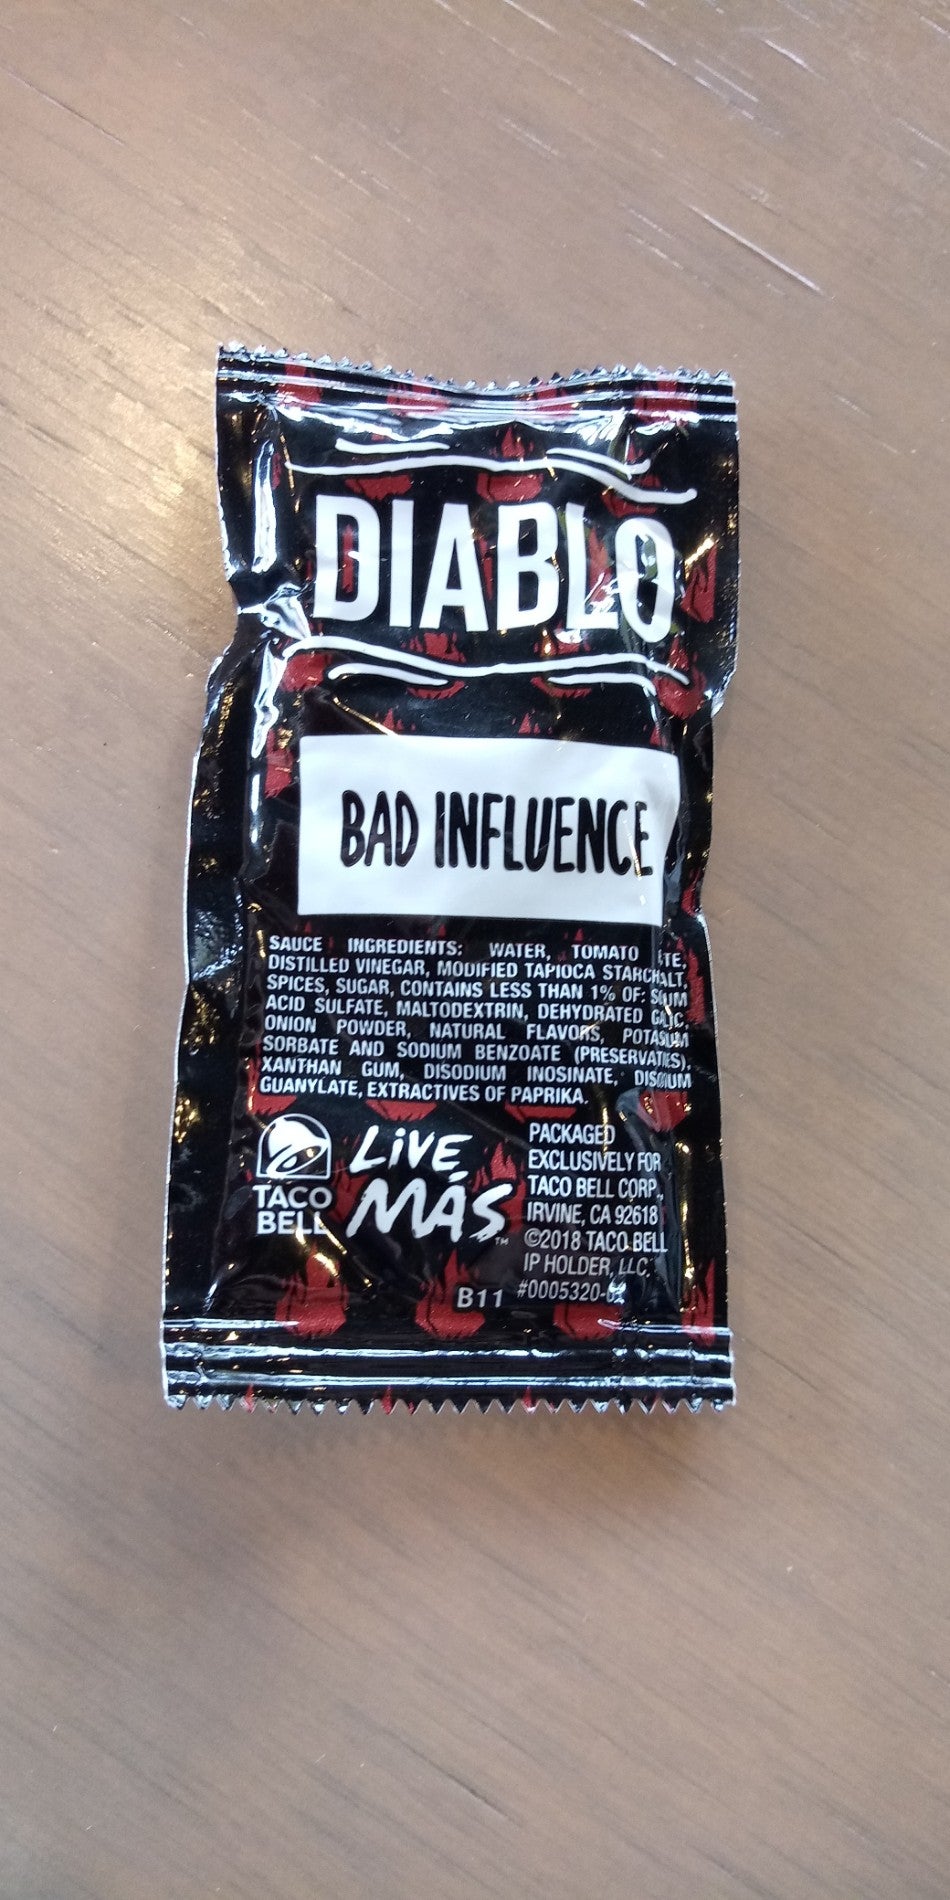 DIABLO
BAD INFLUENCE
SAUCE INGREDIENTS: WATER, TOMATO
DISTILLED VINEGAR, MODIFIED TAPIOCA STARCH,
SPICES, SUGAR, CONTAINS LESS THAN 1% OF:
ACID SULFATE, MALTODEXTRIN, DEHYDRATED
ONION POWDER, NATURAL FLAVORS,
SORBATE AND SODIUM BENZOATE
XANTHAN GUM, DISODIUM INOSINATE,
GUANYLATE, EXTRACTIVES OF PAPRIKA.
TACO
BELL
LiVE
MÁS™
PACKAGED
EXCLUSIVELY FOR
TACO BELL CORP.,
IRVINE, CA 92618
©2018 TACO BELL
IP HOLDER, LLC.
B11